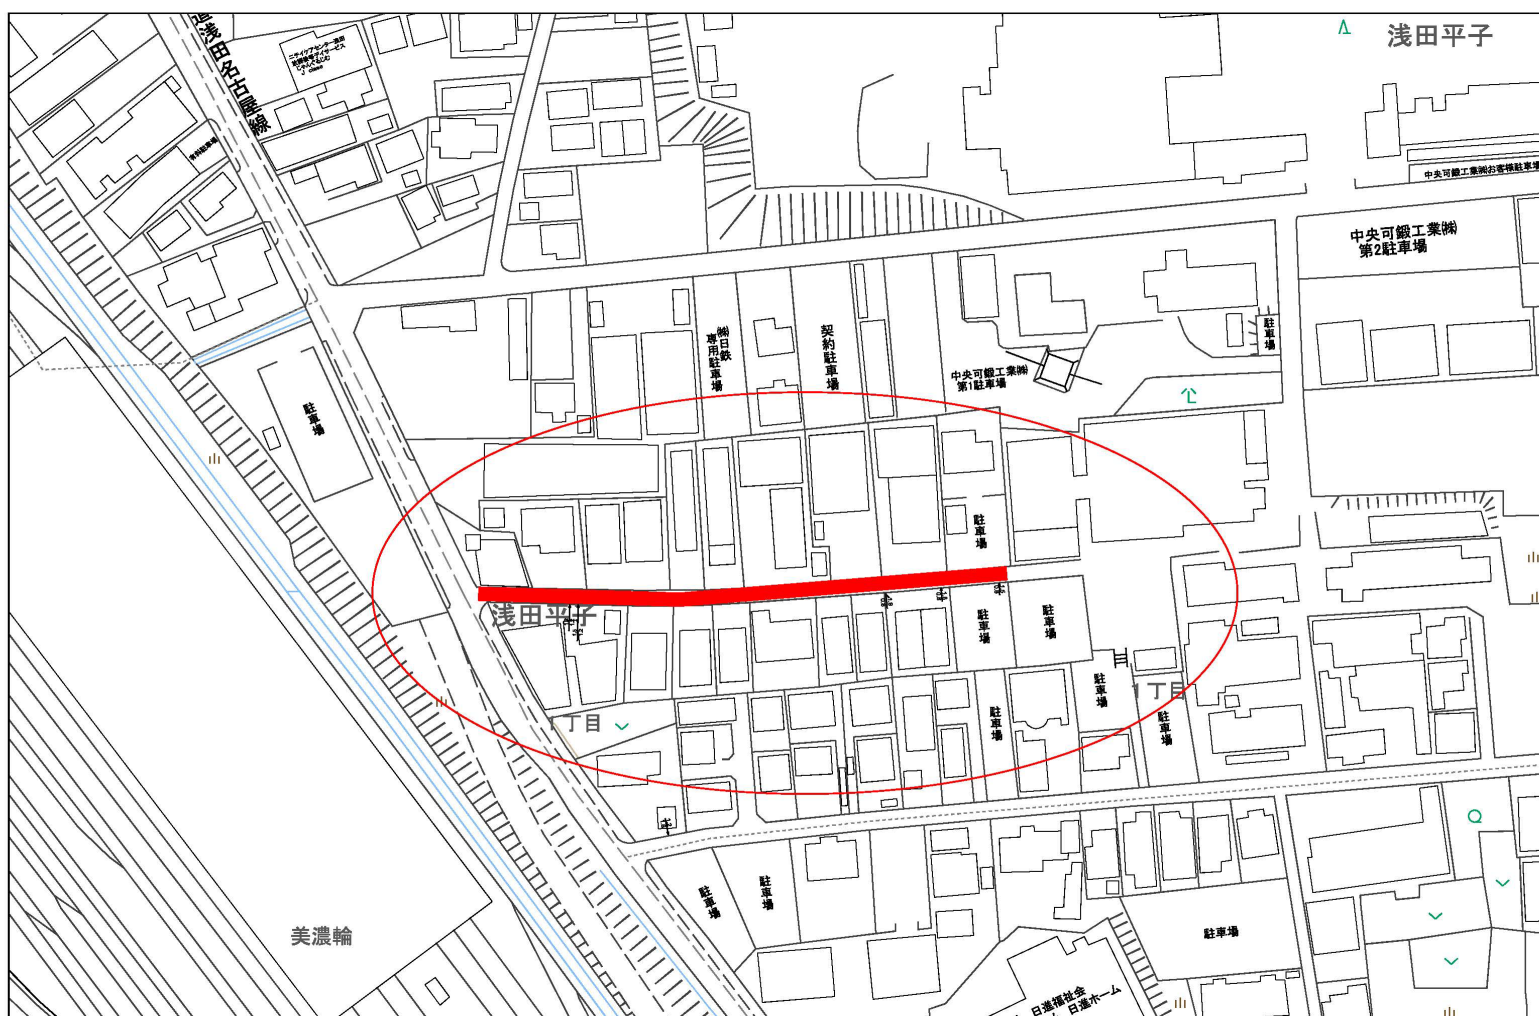 浅田平子
道浅田名古屋線
有料駐車場
中央可鍛工業㈱お客様駐車場
中央可鍛工業㈱
第2駐車場
㈱日鉄
専用駐車場
契約駐車場
駐車場
中央可鍛工業㈱
第1駐車場
駐車場
駐車場
浅田平子
駐車場
駐車場
1丁目
駐車場
1丁目
駐車場
駐車場
駐車場
駐車場
駐車場
美濃輪
日進福祉会
日進ホーム